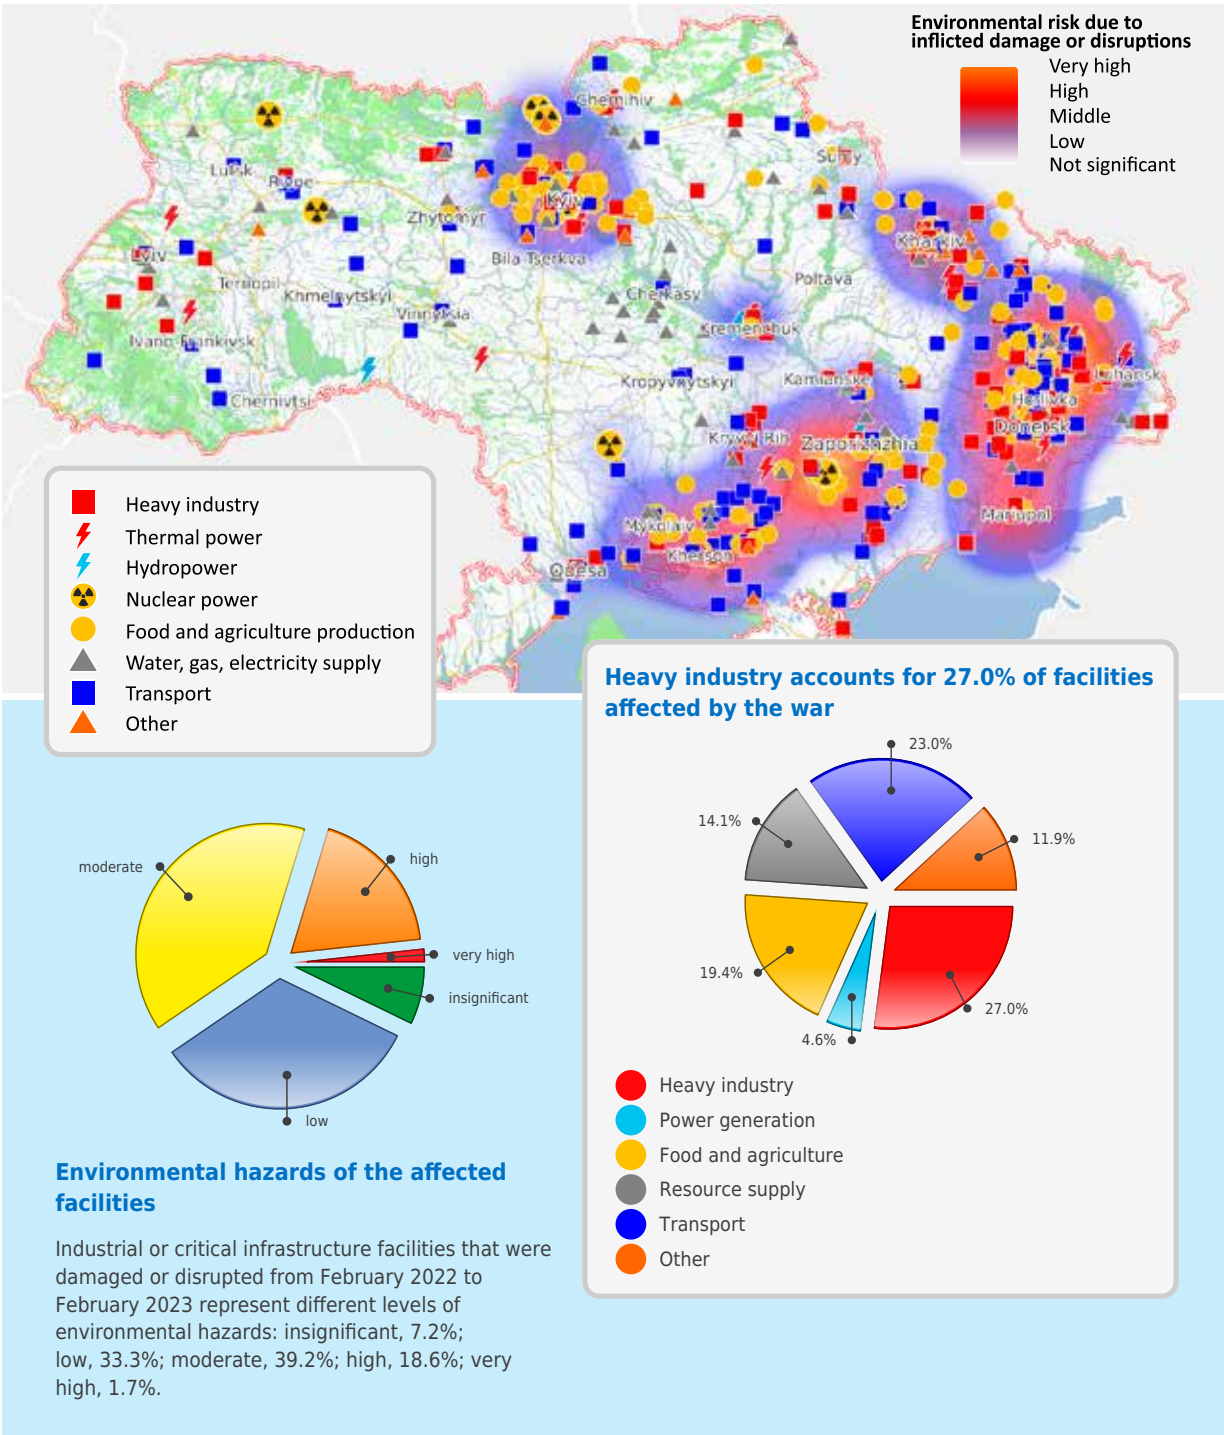 Environmental risk due to
inflicted damage or disruptions
Very high
High
Middle
Low
Not significant
Chernihiv
Sumy
Lutsk
Rivne
Zhytomyr
Kyiv
Kharkiv
Lviv
Bila Tserkva
Ternopil
Khmelnytskyi
Cherkasy
Poltava
Vinnytsia
Kremenchuk
Ivano-Frankivsk
Kropyvnytskyi
Kamianske
Luhansk
Chernivtsi
Horlivka
Kryvyi Rih
Zaporizhzhia
Donetsk
Mykolaiv
Mariupol
Kherson
Odesa
Heavy industry
Thermal power
Hydropower
Nuclear power
Food and agriculture production
Water, gas, electricity supply
Transport
Other
Heavy industry accounts for 27.0% of facilities
affected by the war
23.0%
14.1%
11.9%
19.4%
4.6%
27.0%
Heavy industry
Power generation
Food and agriculture
Resource supply
Transport
Other
moderate
high
very high
insignificant
low
Environmental hazards of the affected
facilities
Industrial or critical infrastructure facilities that were
damaged or disrupted from February 2022 to
February 2023 represent different levels of
environmental hazards: insignificant, 7.2%;
low, 33.3%; moderate, 39.2%; high, 18.6%; very
high, 1.7%.